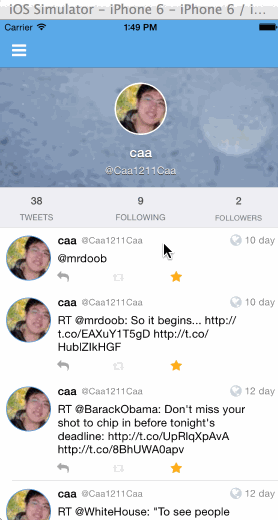 iOS Simulator – iPhone 6 – iPhone 6 / i...
Carrier 1:49 PM
caa
@Caa1211Caa
38 9 2
TWEETS FOLLOWING FOLLOWERS
caa @Caa1211Caa 10 day
@mrdoob
caa @Caa1211Caa 10 day
RT @mrdoob: So it begins... http://
t.co/EAXuY1T5gD http://t.co/
HublZIkHGF
caa @Caa1211Caa 12 day
RT @BarackObama: Don't miss your
shot to chip in before tonight's
deadline: http://t.co/UpRlqXpAvA
http://t.co/8BhUWA0apv
caa @Caa1211Caa 12 day
RT @WhiteHouse: "To see people